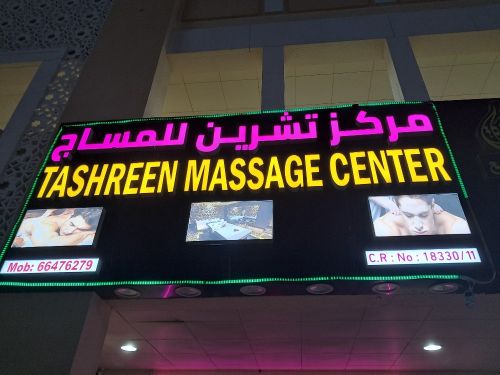 مركز تشرين للمساج
TASHREEN MASSAGE CENTER
Mob: 66476279
C.R : No : 18330/11